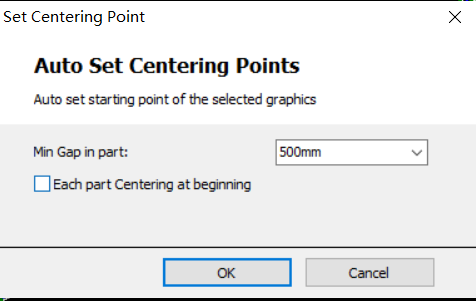 Set Centering Point
Auto Set Centering Points
Auto set starting point of the selected graphics
Min Gap in part: 500mm
Each part Centering at beginning
OK Cancel